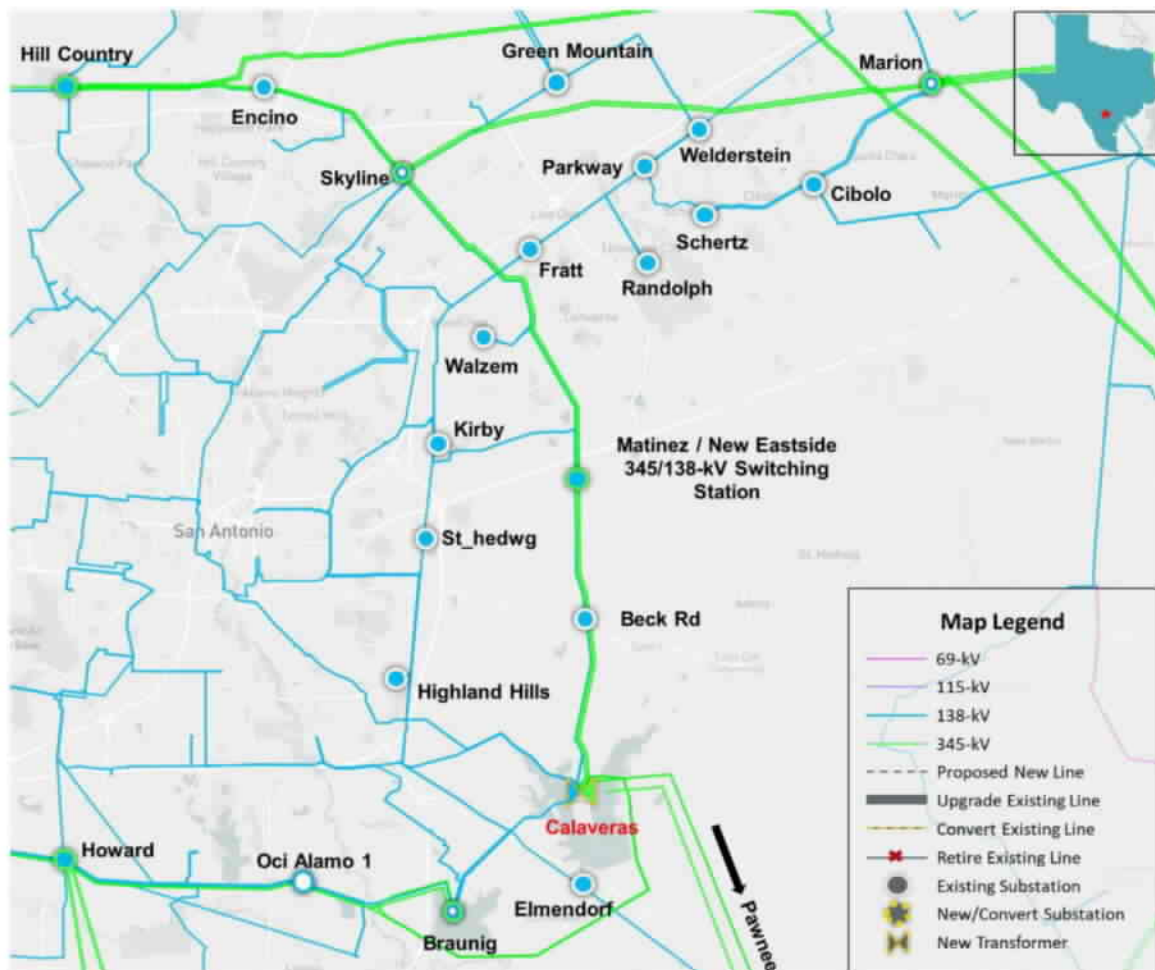 Hill Country
Green Mountain
Marion
Encino
Welderstein
Parkway
Skyline
Cibolo
Schertz
Fratt
Randolph
Walzem
Kirby
Matinez / New Eastside
345/138-kV Switching
Station
San Antonio
St_hedwg
Beck Rd
Highland Hills
Calaveras
Howard
Oci Alamo 1
Elmendorf
Braunig
Pawnee
Map Legend
69-kV
115-kV
138-kV
345-kV
Proposed New Line
Upgrade Existing Line
Convert Existing Line
Retire Existing Line
Existing Substation
New/Convert Substation
New Transformer